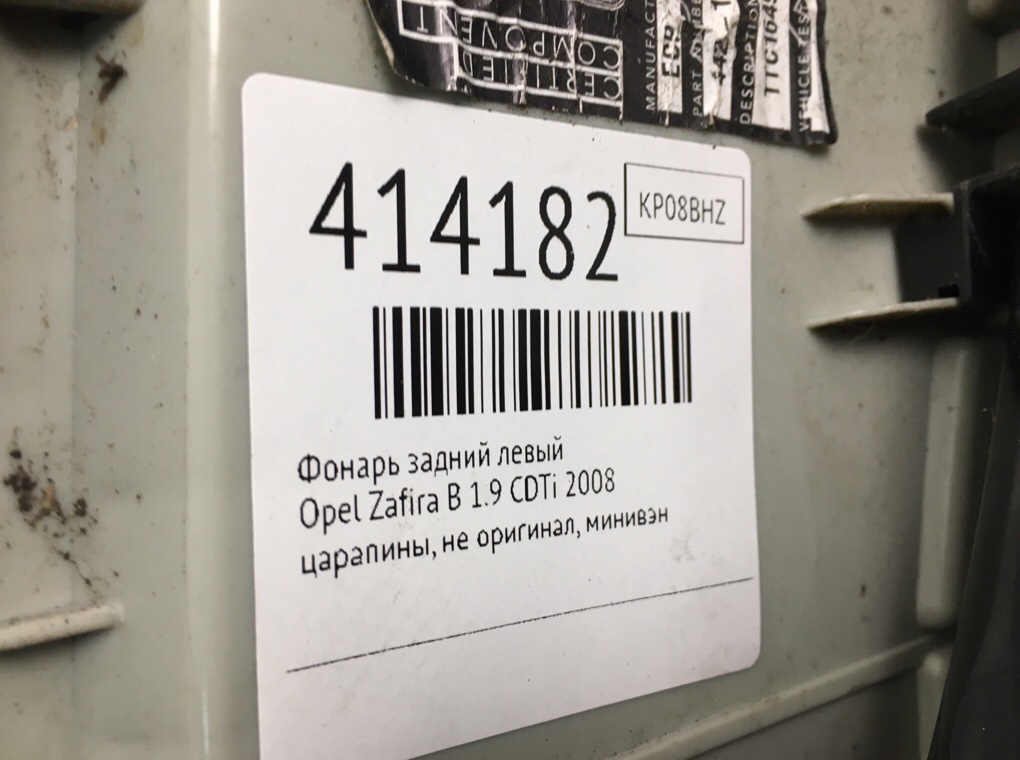 CERTIFIED
COMPONENT
MANUFACT
PART
DESCRIPTION
VEHICLE TEST
414182
KP08BHZ
Фонарь задний левый
Opel Zafira B 1.9 CDTi 2008
царапины, не оригинал, минивэн